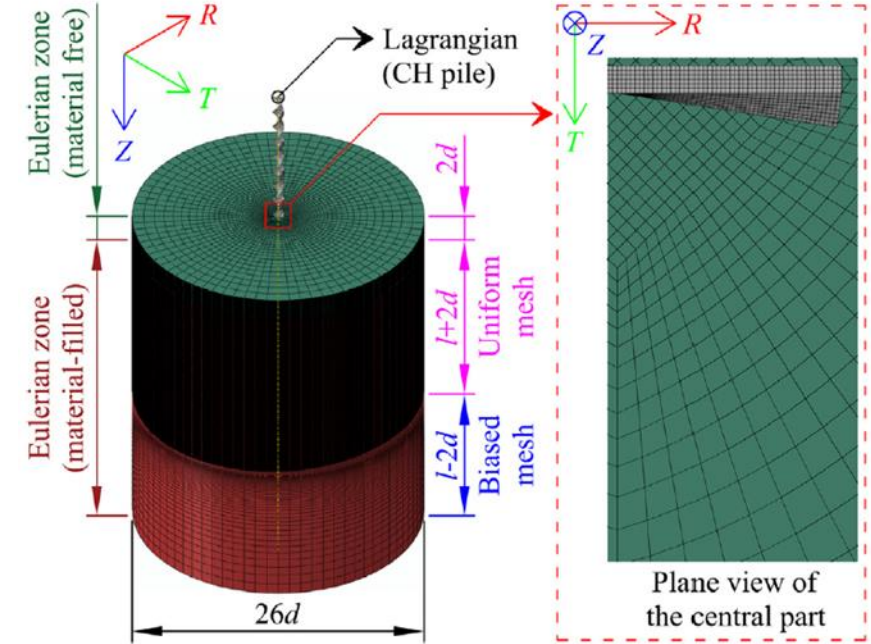 Eulerian zone
(material free)
R
T
Z
Lagrangian
(CH pile)
2d
l+2d
Uniform
mesh
Eulerian zone
(material-filled)
l-2d
Biased
mesh
26d
Z
R
T
Plane view of
the central part